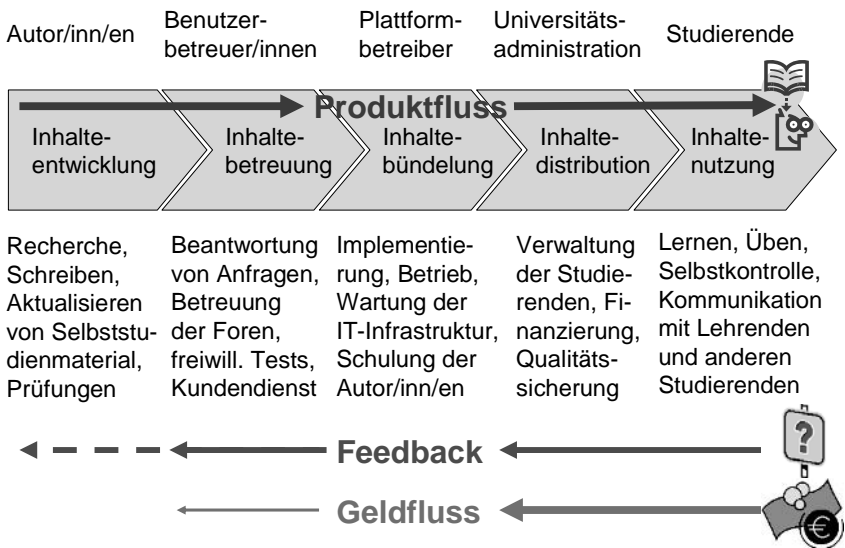 Autor/inn/en
Benutzer-
betreuer/innen
Plattform-
betreiber
Universitäts-
administration
Studierende
Produktfluss
Inhalte-
entwicklung
Inhalte-
betreuung
Inhalte-
bündelung
Inhalte-
distribution
Inhalte-
nutzung
Recherche,
Schreiben,
Aktualisieren
von Selbststu-
dienmaterial,
Prüfungen
Beantwortung
von Anfragen,
Betreuung
der Foren,
freiwill. Tests,
Kundendienst
Implementie-
rung, Betrieb,
Wartung der
IT-Infrastruktur,
Schulung der
Autor/inn/en
Verwaltung
der Studie-
renden, Fi-
nanzierung,
Qualitäts-
sicherung
Lernen, Üben,
Selbstkontrolle,
Kommunikation
mit Lehrenden
und anderen
Studierenden
Feedback
?
Geldfluss
€